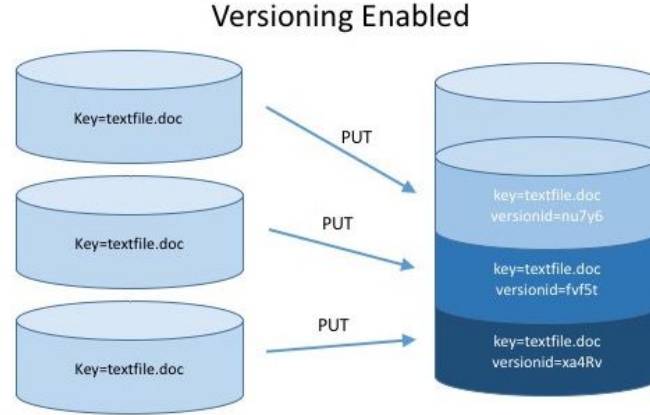 Versioning Enabled
Key=textfile.doc
PUT
key=textfile.doc
versionid=nu7y6
Key=textfile.doc
PUT
key=textfile.doc
versionid=fvf5t
Key=textfile.doc
PUT
key=textfile.doc
versionid=xa4Rv